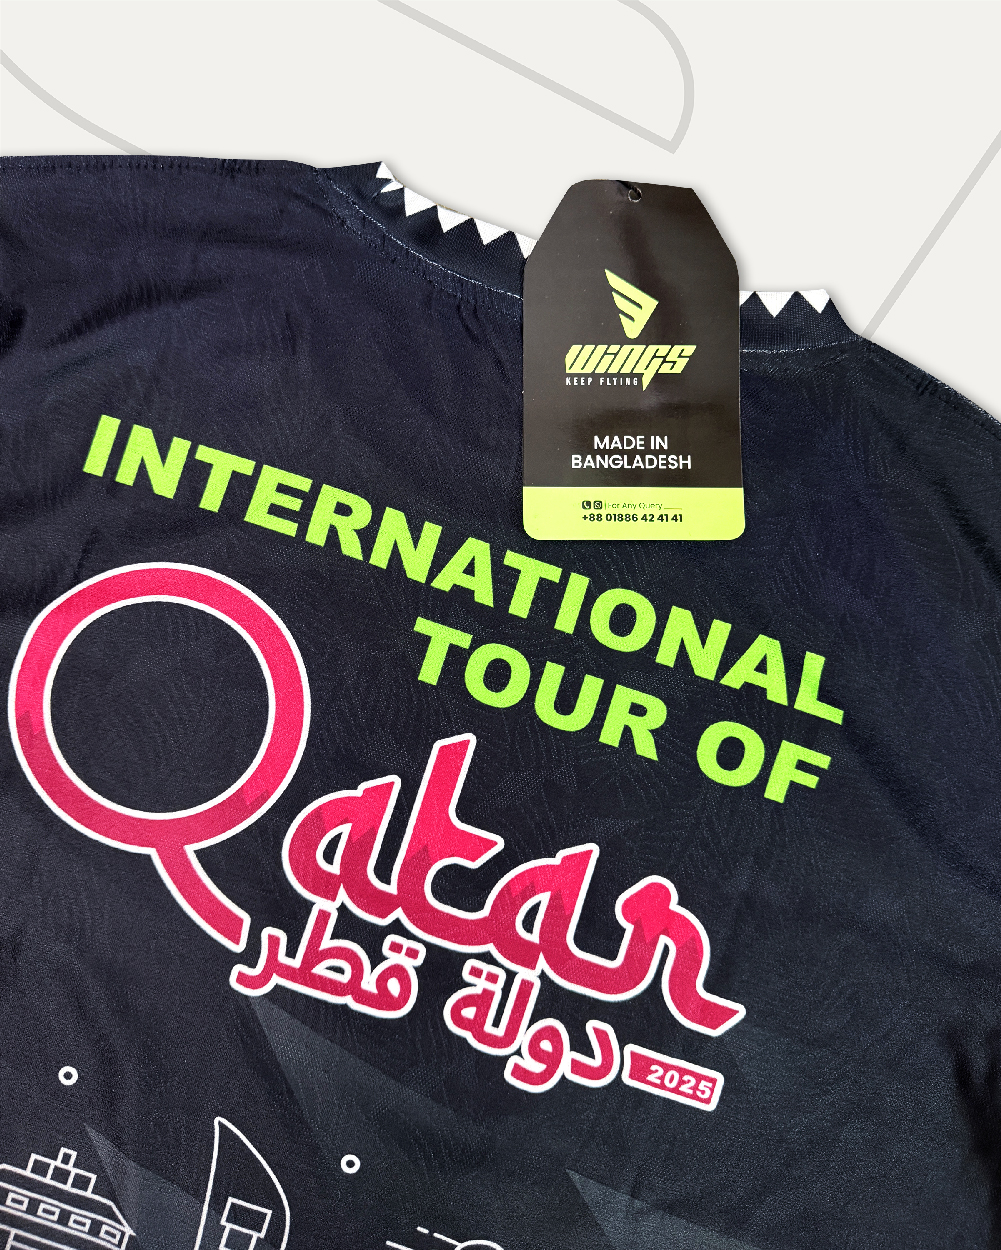 WINGS
KEEP FLYING
MADE IN
BANGLADESH
For Any Query
+88 01886 42 41 41
INTERNATIONAL
TOUR OF
Qatar
دولة قطر
2025